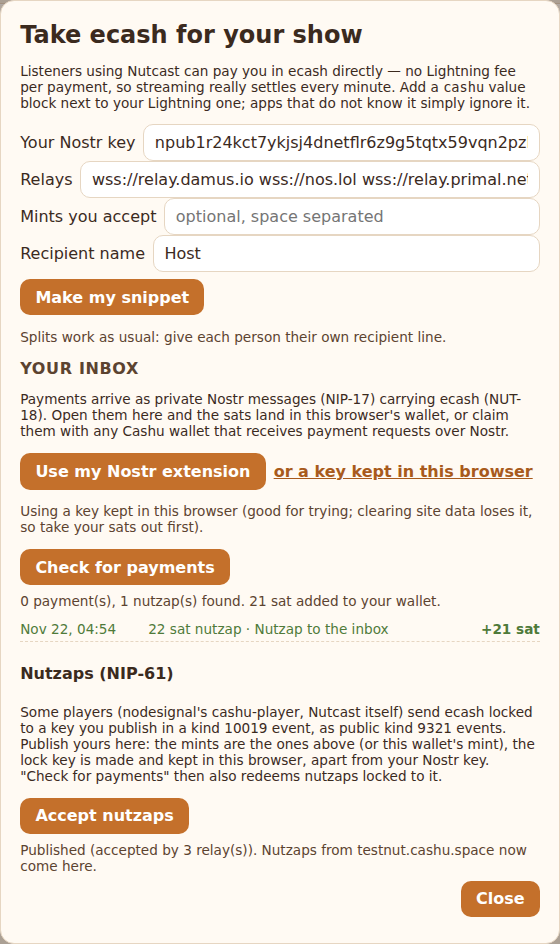 Take ecash for your show
Listeners using Nutcast can pay you in ecash directly — no Lightning fee
per payment, so streaming really settles every minute. Add a cashu value
block next to your Lightning one; apps that do not know it simply ignore it.
Your Nostr key npub1r24kct7ykjsj4dnetflr6z9g5tqtx59vqn2pz
Relays wss://relay.damus.io wss://nos.lol wss://relay.primal.net
Mints you accept optional, space separated
Recipient name Host
Make my snippet
Splits work as usual: give each person their own recipient line.
YOUR INBOX
Payments arrive as private Nostr messages (NIP-17) carrying ecash (NUT-
18). Open them here and the sats land in this browser's wallet, or claim
them with any Cashu wallet that receives payment requests over Nostr.
Use my Nostr extension or a key kept in this browser
Using a key kept in this browser (good for trying; clearing site data loses it,
so take your sats out first).
Check for payments
0 payment(s), 1 nutzap(s) found. 21 sat added to your wallet.
Nov 22, 04:54 22 sat nutzap · Nutzap to the inbox +21 sat
Nutzaps (NIP-61)
Some players (nodesignal's cashu-player, Nutcast itself) send ecash locked
to a key you publish in a kind 10019 event, as public kind 9321 events.
Publish yours here: the mints are the ones above (or this wallet's mint), the
lock key is made and kept in this browser, apart from your Nostr key.
"Check for payments" then also redeems nutzaps locked to it.
Accept nutzaps
Published (accepted by 3 relay(s)). Nutzaps from testnut.cashu.space now
come here.
Close